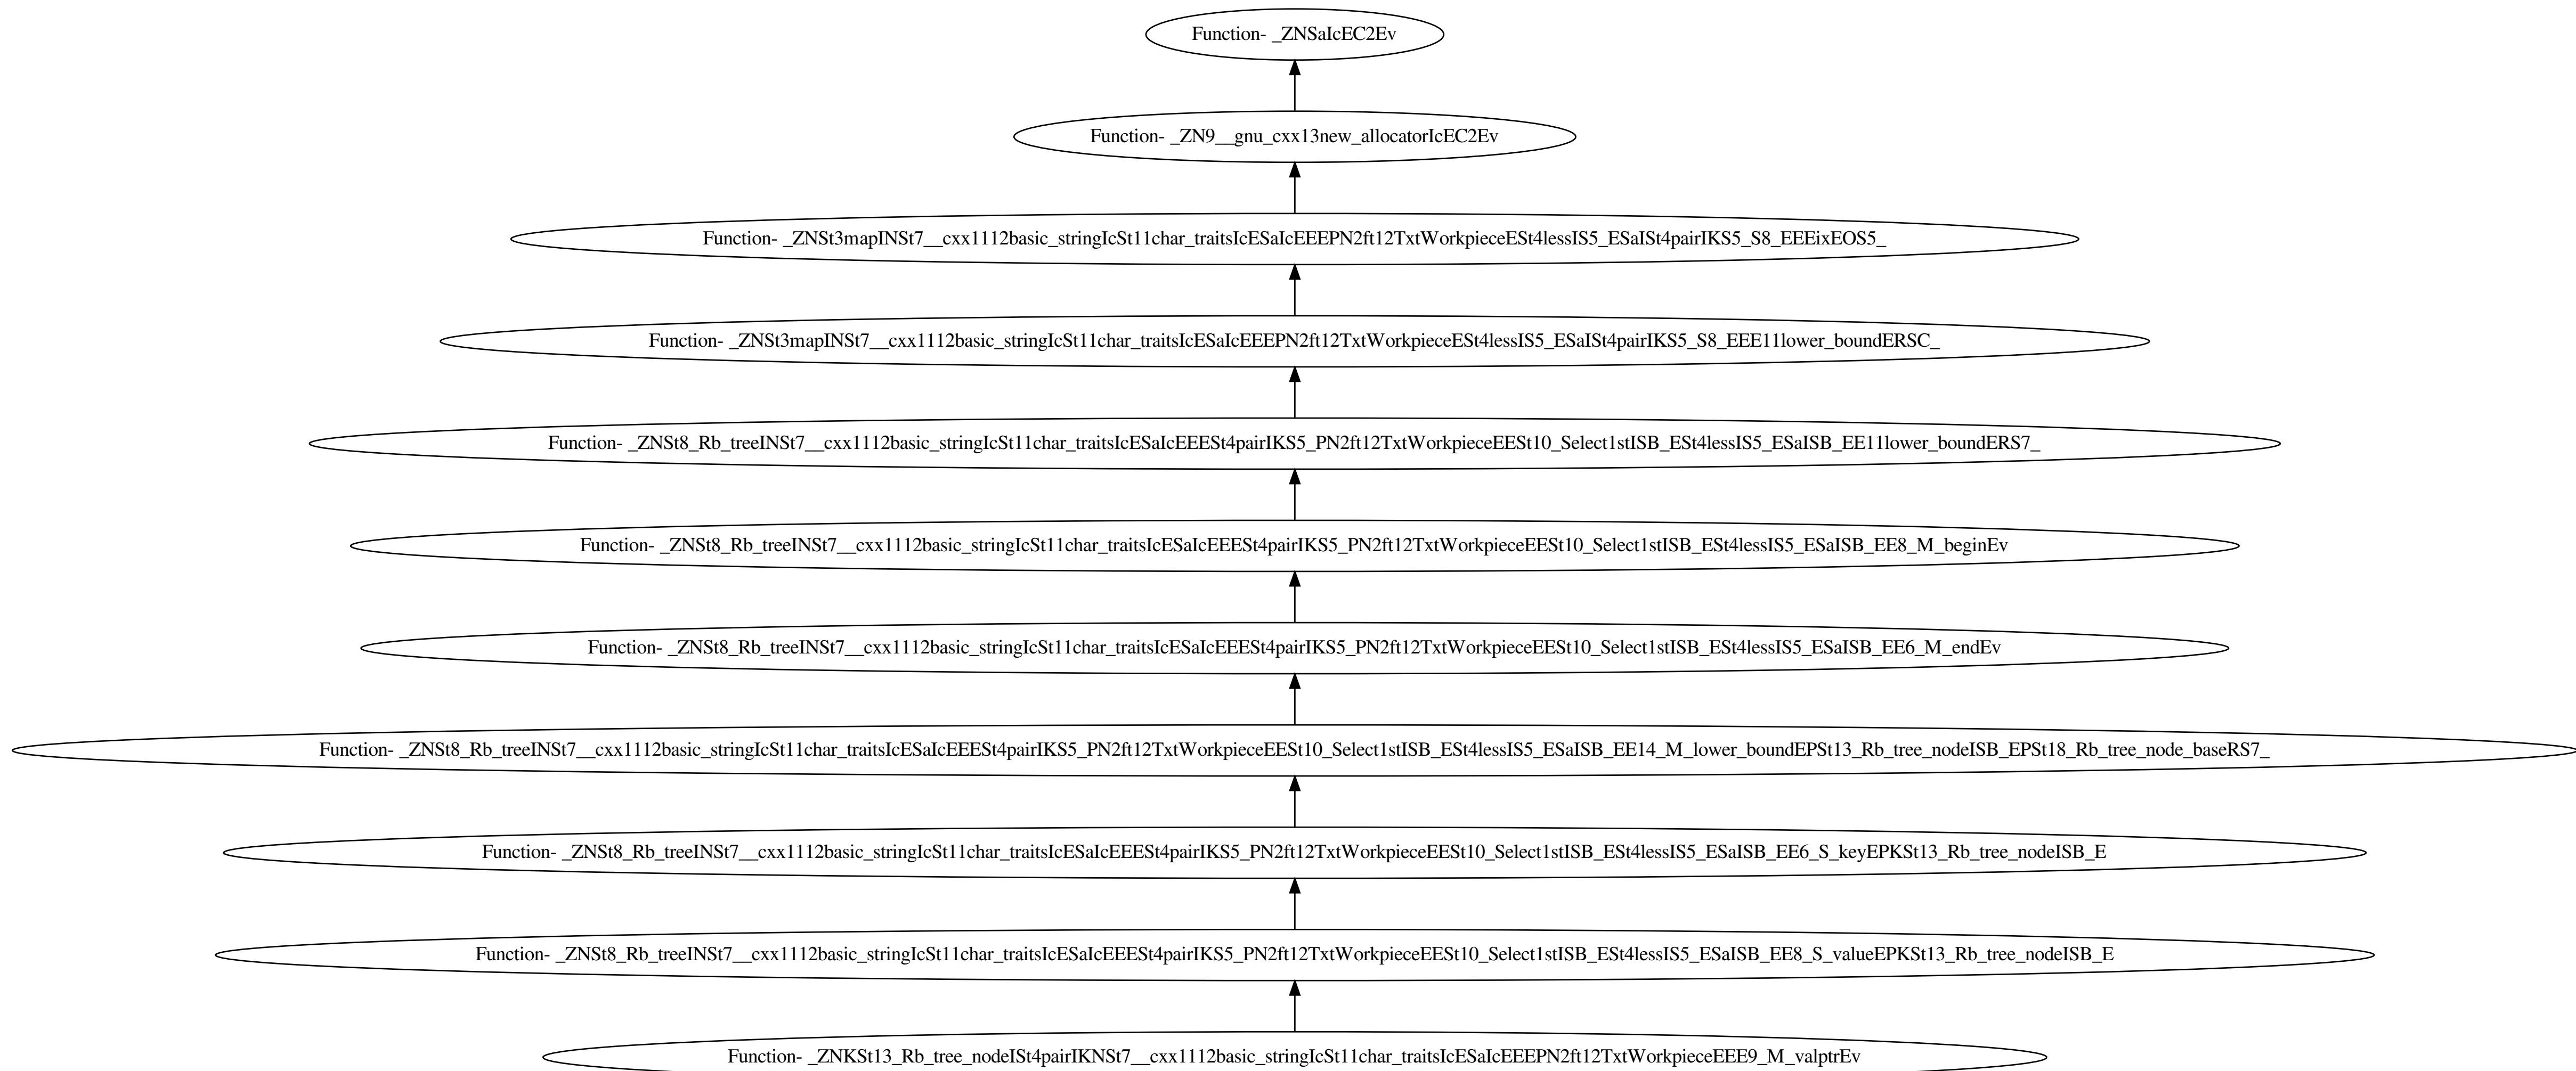 Function- _ZNSaIcEC2Ev
Function- _ZN9__gnu_cxx13new_allocatorIcEC2Ev
Function- _ZNSt3mapINSt7__cxx1112basic_stringIcSt11char_traitsIcESaIcEEEPN2ft12TxtWorkpieceESt4lessIS5_ESaISt4pairIKS5_S8_EEEixEOS5_
Function- _ZNSt3mapINSt7__cxx1112basic_stringIcSt11char_traitsIcESaIcEEEPN2ft12TxtWorkpieceESt4lessIS5_ESaISt4pairIKS5_S8_EEE11lower_boundERSC_
Function- _ZNSt8_Rb_treeINSt7__cxx1112basic_stringIcSt11char_traitsIcESaIcEEESt4pairIKS5_PN2ft12TxtWorkpieceEESt10_Select1stISB_ESt4lessIS5_ESaISB_EE11lower_boundERS7_
Function- _ZNSt8_Rb_treeINSt7__cxx1112basic_stringIcSt11char_traitsIcESaIcEEESt4pairIKS5_PN2ft12TxtWorkpieceEESt10_Select1stISB_ESt4lessIS5_ESaISB_EE8_M_beginEv
Function- _ZNSt8_Rb_treeINSt7__cxx1112basic_stringIcSt11char_traitsIcESaIcEEESt4pairIKS5_PN2ft12TxtWorkpieceEESt10_Select1stISB_ESt4lessIS5_ESaISB_EE6_M_endEv
Function- _ZNSt8_Rb_treeINSt7__cxx1112basic_stringIcSt11char_traitsIcESaIcEEESt4pairIKS5_PN2ft12TxtWorkpieceEESt10_Select1stISB_ESt4lessIS5_ESaISB_EE14_M_lower_boundEPSt13_Rb_tree_nodeISB_EPSt18_Rb_tree_node_baseRS7_
Function- _ZNSt8_Rb_treeINSt7__cxx1112basic_stringIcSt11char_traitsIcESaIcEEESt4pairIKS5_PN2ft12TxtWorkpieceEESt10_Select1stISB_ESt4lessIS5_ESaISB_EE6_S_keyEPKSt13_Rb_tree_nodeISB_E
Function- _ZNSt8_Rb_treeINSt7__cxx1112basic_stringIcSt11char_traitsIcESaIcEEESt4pairIKS5_PN2ft12TxtWorkpieceEESt10_Select1stISB_ESt4lessIS5_ESaISB_EE8_S_valueEPKSt13_Rb_tree_nodeISB_E
Function- _ZNKSt13_Rb_tree_nodeISt4pairIKNSt7__cxx1112basic_stringIcSt11char_traitsIcESaIcEEEPN2ft12TxtWorkpieceEEE9_M_valptrEv